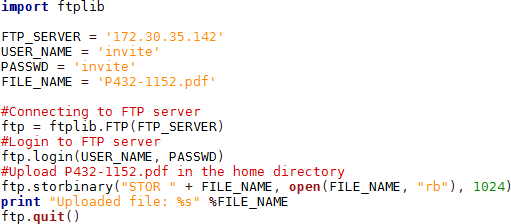 import ftplib
FTP_SERVER = '172.30.35.142'
USER_NAME = 'invite'
PASSWD = 'invite'
FILE_NAME = 'P432-1152.pdf'
#Connecting to FTP server
ftp = ftplib.FTP(FTP_SERVER)
#Login to FTP server
ftp.login(USER_NAME, PASSWD)
#Upload P432-1152.pdf in the home directory
ftp.storbinary("STOR " + FILE_NAME, open(FILE_NAME, "rb"), 1024)
print "Uploaded file: %s" %FILE_NAME
ftp.quit()